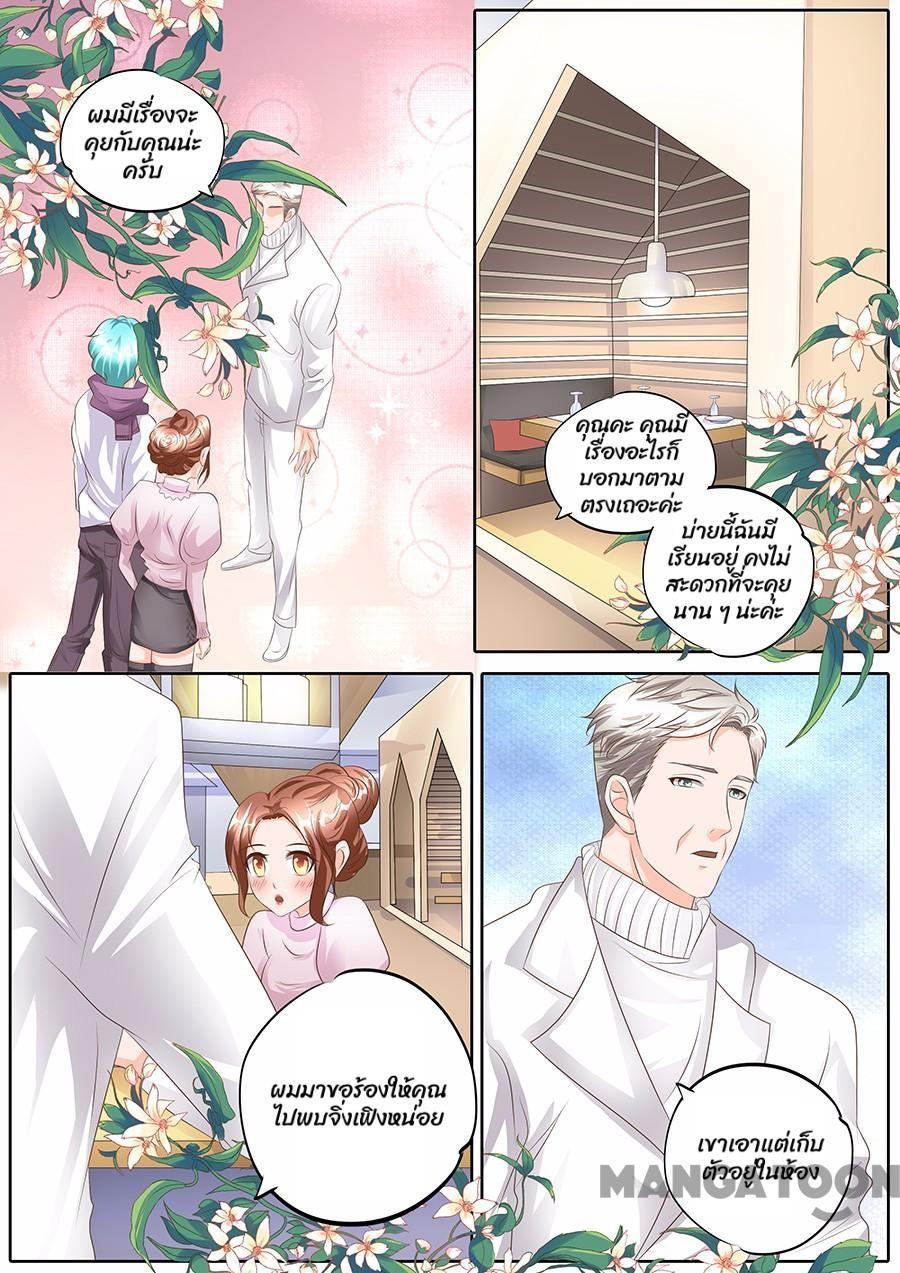 ผมมีเรื่องจะ
คุยกับคุณน่ะ
ครับ
คุณคะ คุณมี
เรื่องอะไรก็
บอกมาตาม
ตรงเถอะค่ะ
บ่ายนี้ฉันมี
เรียนอยู่ คงไม่
สะดวกที่จะคุย
นาน ๆ น่ะค่ะ
ผมมาขอร้องให้คุณ
ไปพบจิ่งเฟิงหน่อย
เขาเอาแต่เก็บ
ตัวอยู่ในห้อง
MANGATOON